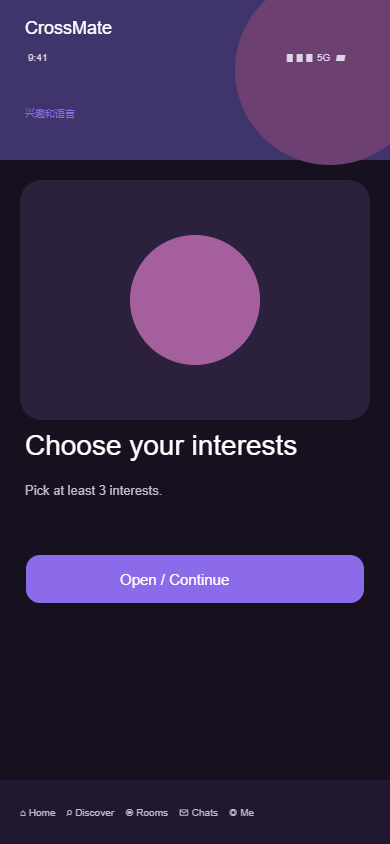 CrossMate
9:41 5G
兴趣和语言
Choose your interests
Pick at least 3 interests.
Open / Continue
Home Discover Rooms Chats Me